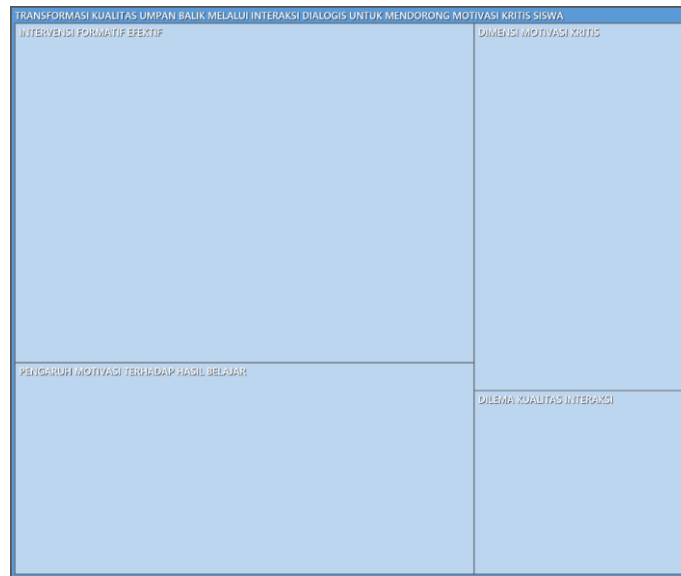 TRANSFORMASI KUALITAS UMPAN BALIK MELALUI INTERAKSI DIALOGIS UNTUK MENDORONG MOTIVASI KRITIS SISWA
INTERVENSI FORMATIF EFEKTIF
DIMENSI MOTIVASI KRITIS
PENGARUH MOTIVASI TERHADAP HASIL BELAJAR
DILEMA KUALITAS INTERAKSI